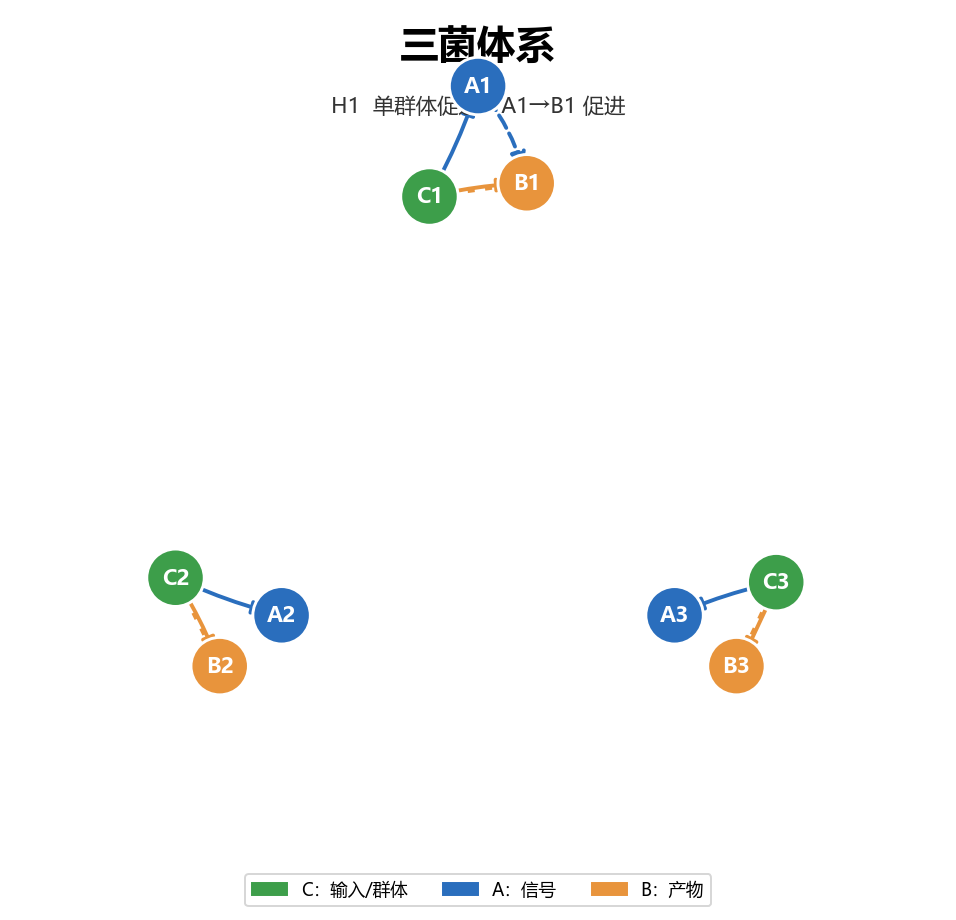 三菌体系
A1
H1 单群体促 A1→B1 促进
C1
B1
C2
A2
B2
C3
A3
B3
C: 输入/群体 A: 信号 B: 产物